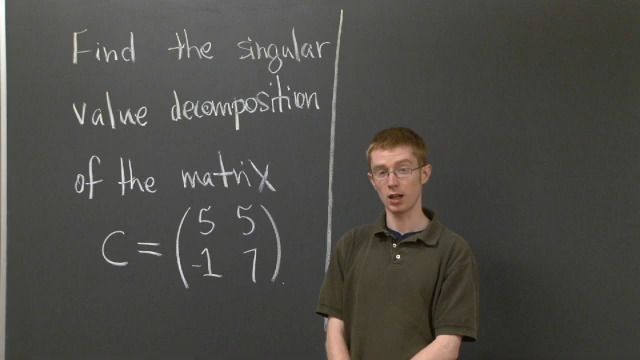 Find the singular
value decomposition
of the matrix
C = (5 5
-1 7).